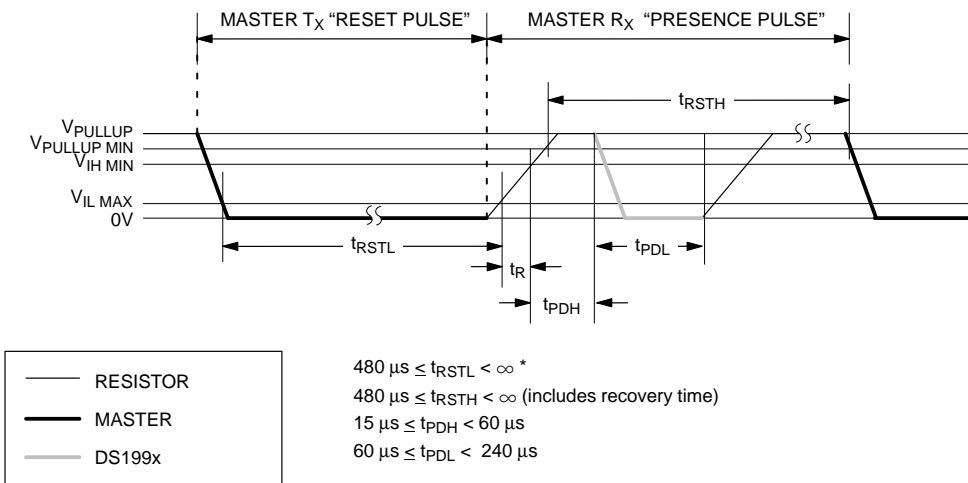 MASTER TX “RESET PULSE” MASTER RX “PRESENCE PULSE”
tRSTH
VPULLUP
VPULLUP MIN
VIH MIN
VIL MAX
0V
tRSTL
tPDL
tR
tPDH
RESISTOR
MASTER
DS199x
480 μs ≤ tRSTL < ∞ *
480 μs ≤ tRSTH < ∞ (includes recovery time)
15 μs ≤ tPDH < 60 μs
60 μs ≤ tPDL < 240 μs